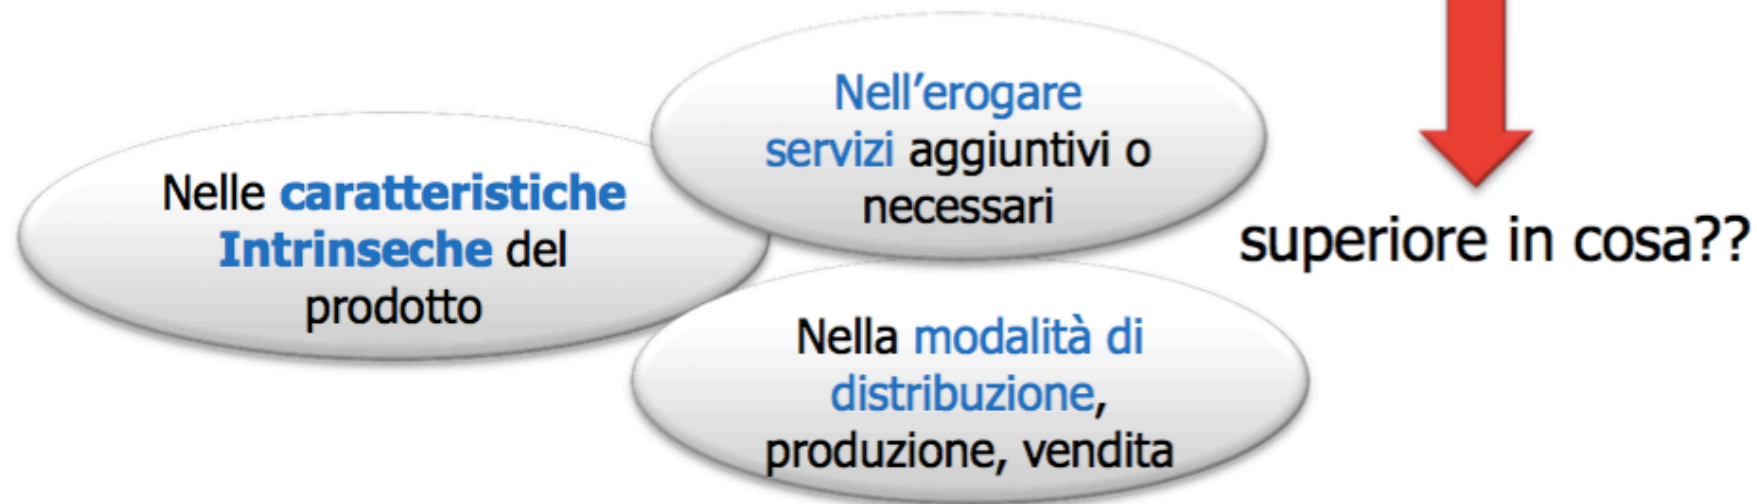 Nell'erogare
servizi aggiuntivi o
necessari
Nelle caratteristiche
Intrinseche del
prodotto
superiore in cosa??
Nella modalità di
distribuzione,
produzione, vendita